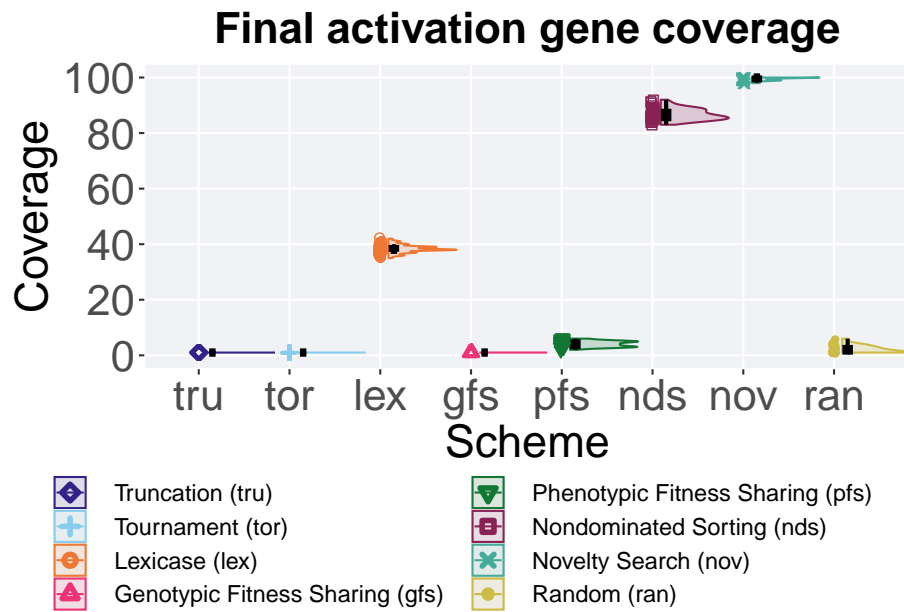 Final activation gene coverage
Coverage
100
80
60
40
20
0
tru tor lex gfs pfs nds nov ran
Scheme
Truncation (tru)
Tournament (tor)
Lexicase (lex)
Genotypic Fitness Sharing (gfs)
Phenotypic Fitness Sharing (pfs)
Nondominated Sorting (nds)
Novelty Search (nov)
Random (ran)